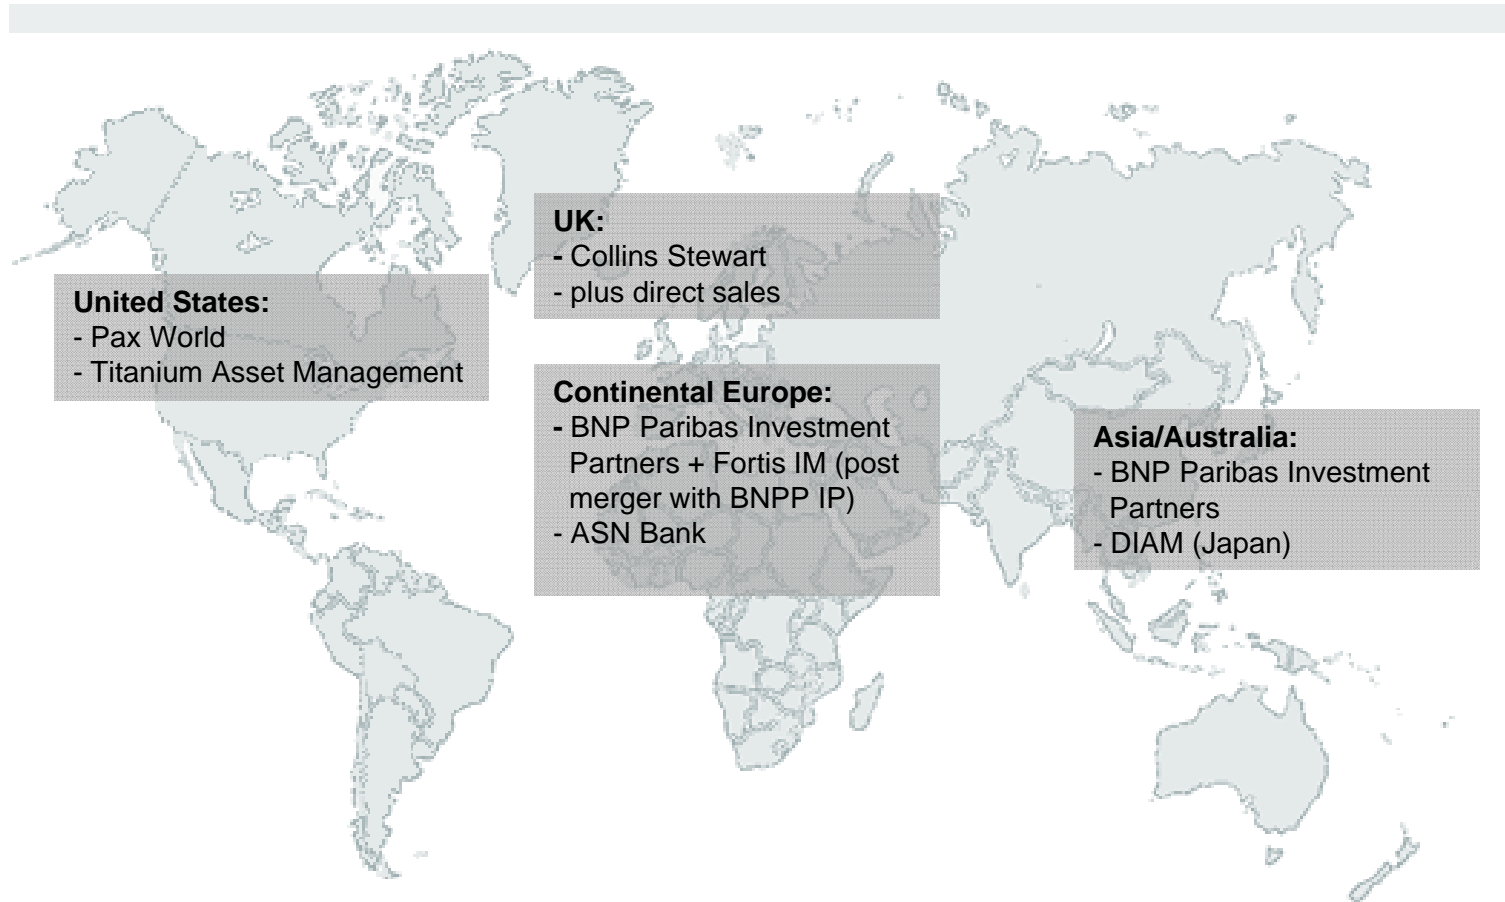 UK:
- Collins Stewart
- plus direct sales
United States:
- Pax World
- Titanium Asset Management
Continental Europe:
- BNP Paribas Investment
Partners + Fortis IM (post
merger with BNPP IP)
- ASN Bank
Asia/Australia:
- BNP Paribas Investment
Partners
- DIAM (Japan)